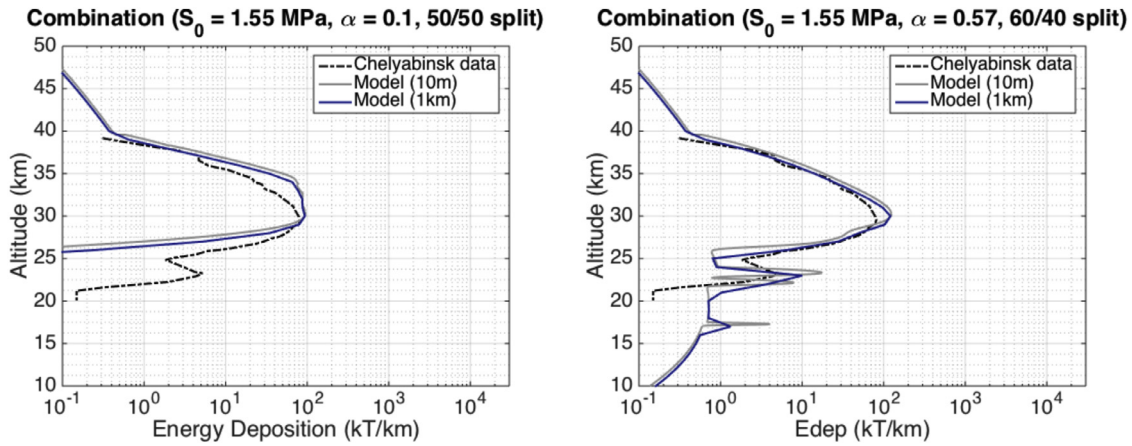 Combination (S₀ = 1.55 MPa, α = 0.1, 50/50 split)
50
45
40
35
30
25
20
15
10
Altitude (km)
Chelyabinsk data
Model (10m)
Model (1km)
10⁻¹ 10⁰ 10¹ 10² 10³ 10⁴
Energy Deposition (kT/km)
Combination (S₀ = 1.55 MPa, α = 0.57, 60/40 split)
50
45
40
35
30
25
20
15
10
Altitude (km)
Chelyabinsk data
Model (10m)
Model (1km)
10⁻¹ 10⁰ 10¹ 10² 10³ 10⁴
Edep (kT/km)